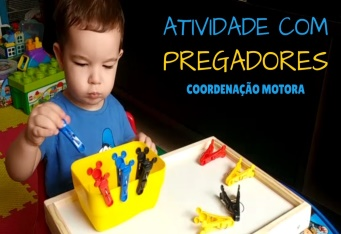 ATIVIDADE COM
PREGADORES
COORDENAÇÃO MOTORA